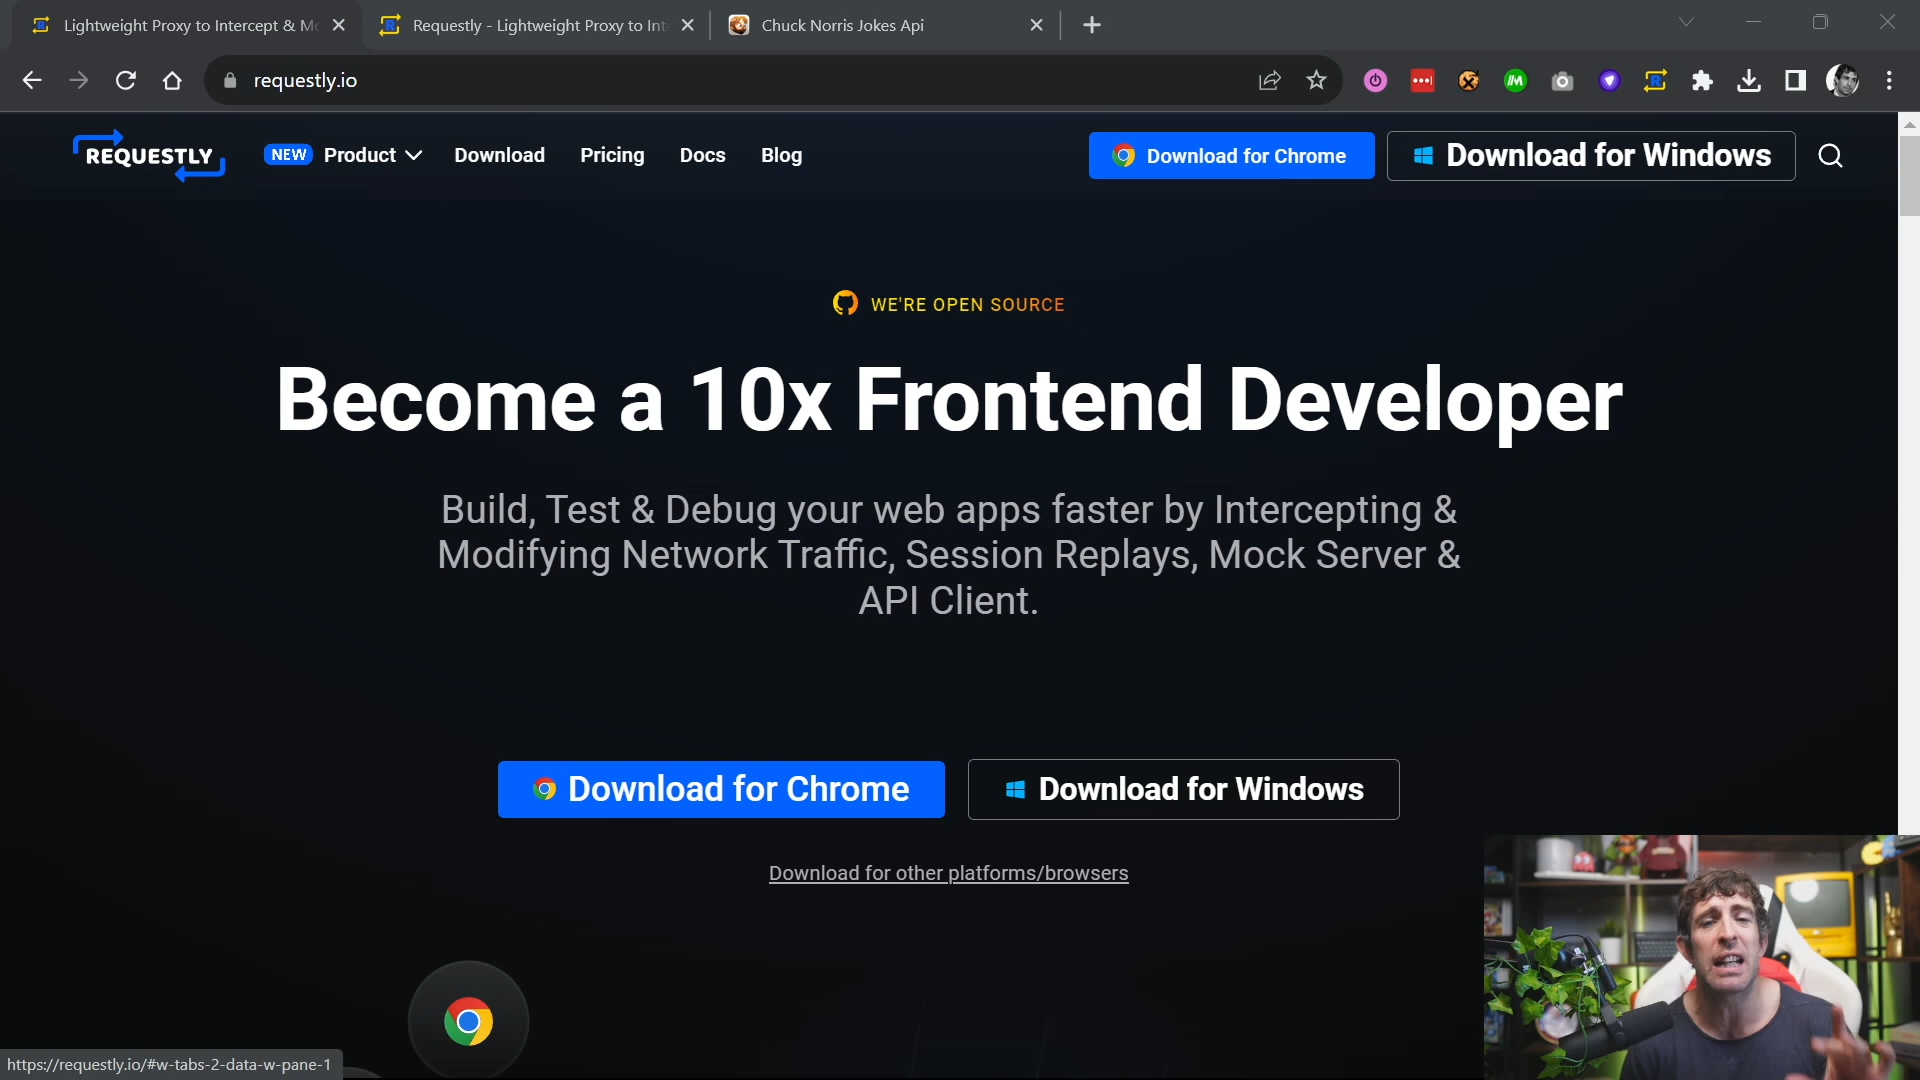 Lightweight Proxy to Intercept & Mo
Requestly - Lightweight Proxy to Int
Chuck Norris Jokes Api
requestly.io
REQUESTLY
NEW
Product
Download
Pricing
Docs
Blog
Download for Chrome
Download for Windows
WE'RE OPEN SOURCE
Become a 10x Frontend Developer
Build, Test & Debug your web apps faster by Intercepting &
Modifying Network Traffic, Session Replays, Mock Server &
API Client.
Download for Chrome
Download for Windows
Download for other platforms/browsers
https://requestly.io/#w-tabs-2-data-w-pane-1